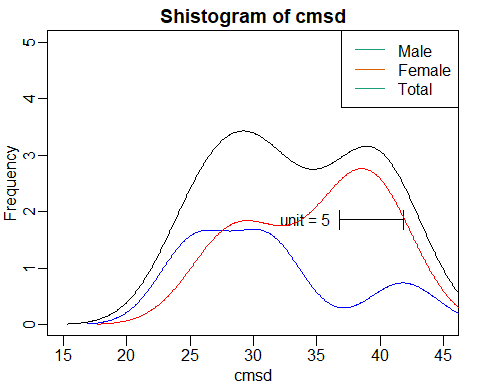 Shistogram of cmsd
Frequency
5
4
3
2
1
0
Male
Female
Total
unit = 5
15 20 25 30 35 40 45
cmsd